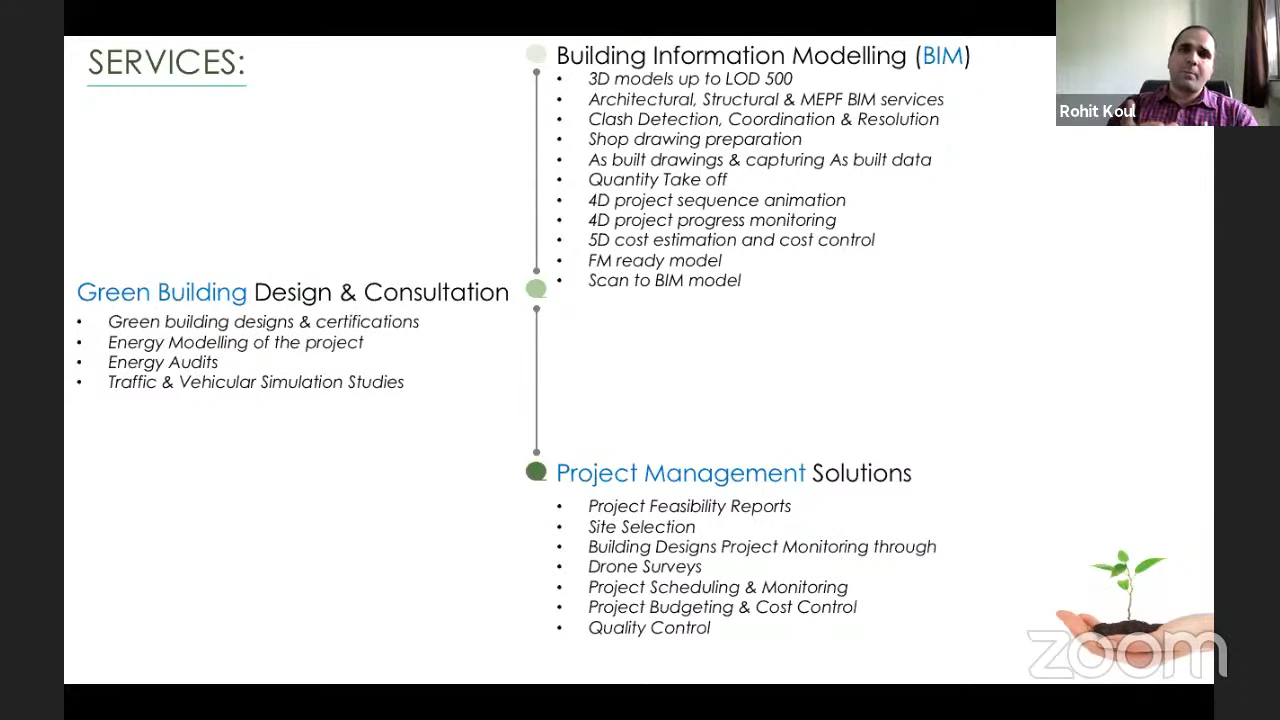 SERVICES:
Building Information Modelling (BIM)
• 3D models up to LOD 500
• Architectural, Structural & MEPF BIM services
• Clash Detection, Coordination & Resolution
• Shop drawing preparation
• As built drawings & capturing As built data
• Quantity Take off
• 4D project sequence animation
• 4D project progress monitoring
• 5D cost estimation and cost control
• FM ready model
• Scan to BIM model
Green Building Design & Consultation
• Green building designs & certifications
• Energy Modelling of the project
• Energy Audits
• Traffic & Vehicular Simulation Studies
Project Management Solutions
• Project Feasibility Reports
• Site Selection
• Building Designs Project Monitoring through
• Drone Surveys
• Project Scheduling & Monitoring
• Project Budgeting & Cost Control
• Quality Control
Rohit Koul
zoom